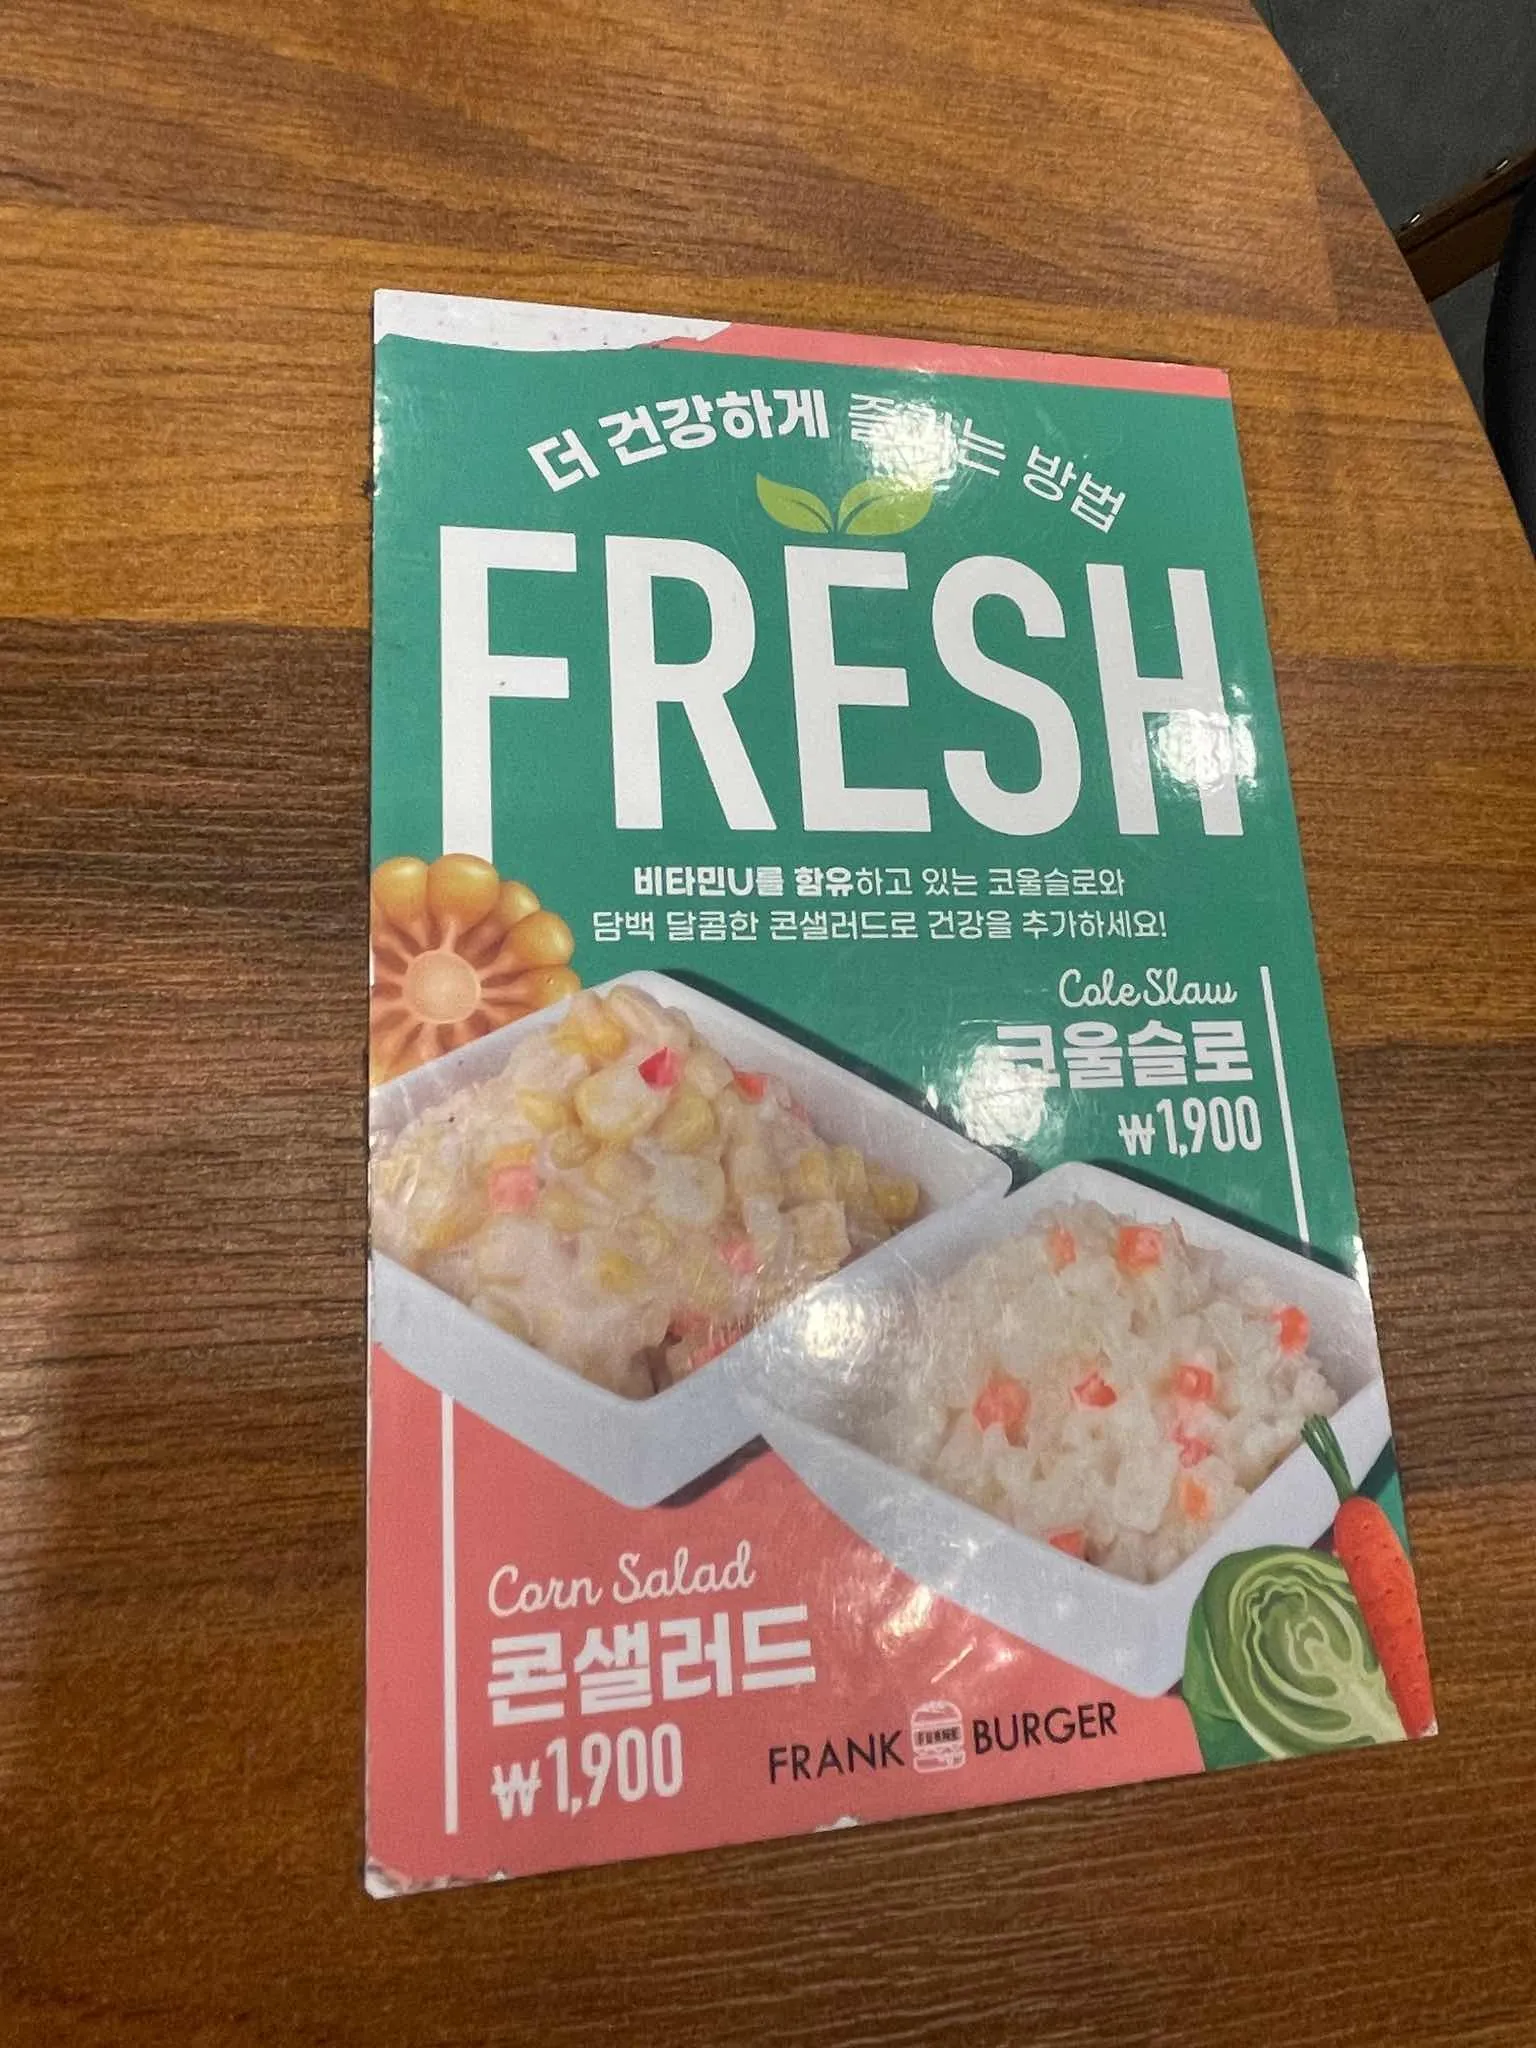 더 건강하게 즐기는 방법
FRESH
비타민U를 함유하고 있는 코울슬로와
담백 달콤한 콘샐러드로 건강을 추가하세요!
Cole Slaw
코울슬로
₩1,900
Corn Salad
콘샐러드
₩1,900
FRANK FRANK BURGER